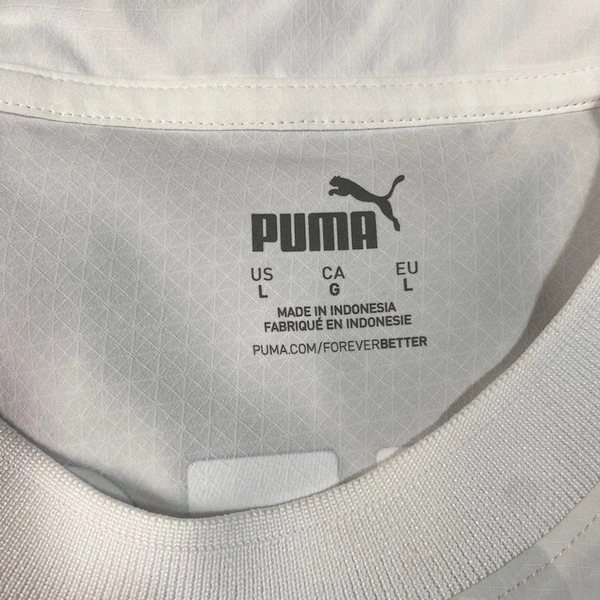 PUMA
US CA EU
L G L
MADE IN INDONESIA
FABRIQUÉ EN INDONESIE
PUMA.COM/FOREVERBETTER